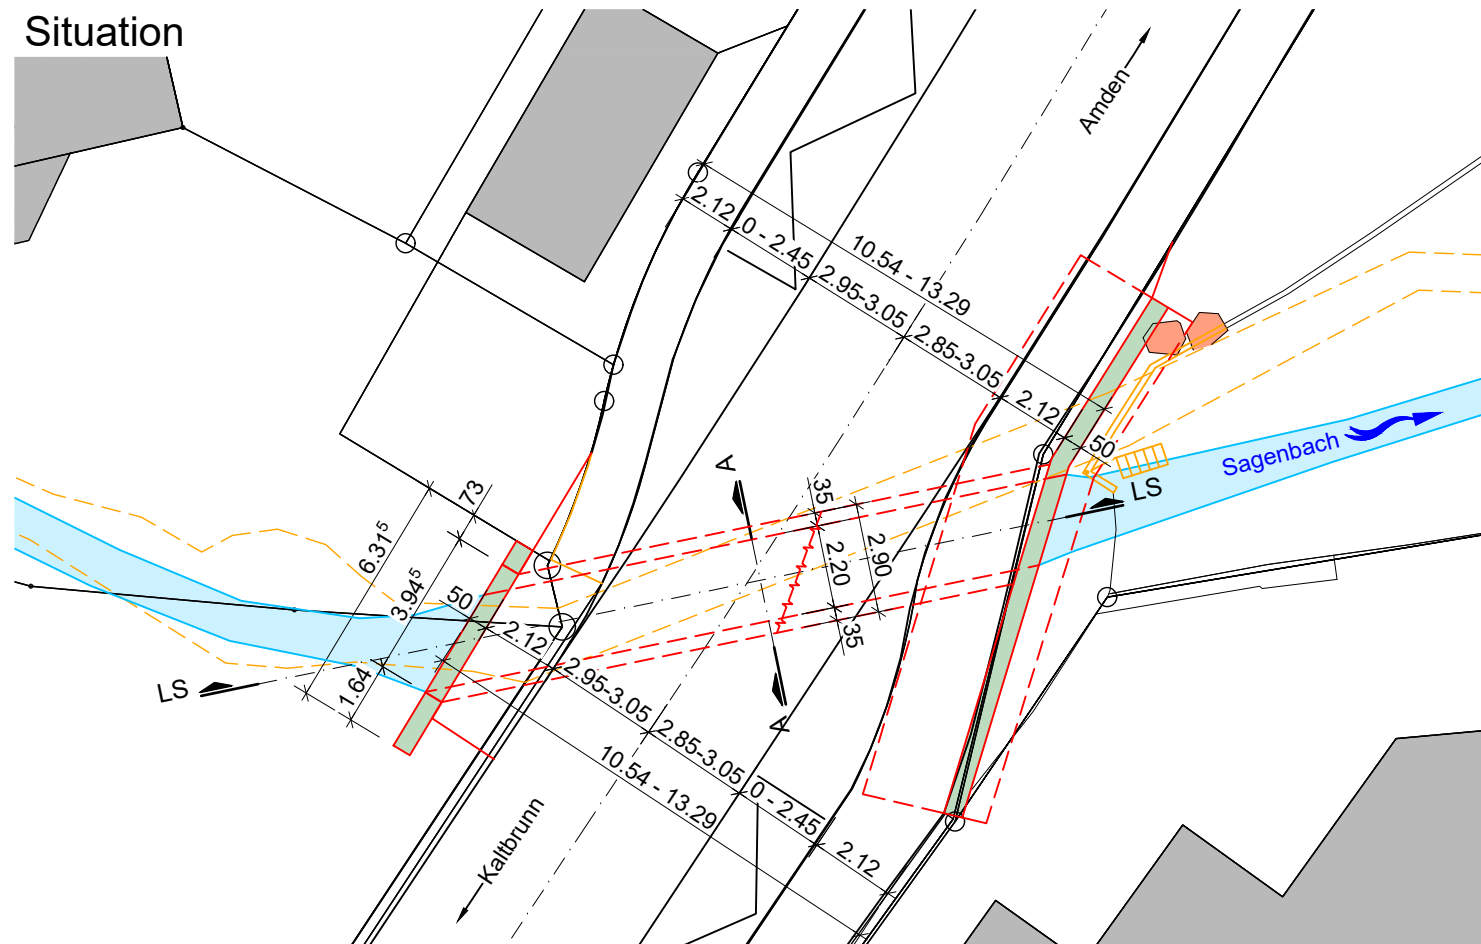 Situation
Amden
2.12
0 - 2.45
10.54 - 13.29
2.95-3.05
2.85-3.05
2.12
50
Sagenbach
LS
A
35
2.20
2.90
35
A
73
6.31⁵
3.94⁵
50
2.12
LS
1.64
2.95-3.05
2.85-3.05
0 - 2.45
10.54 - 13.29
2.12
Kaltbrunn